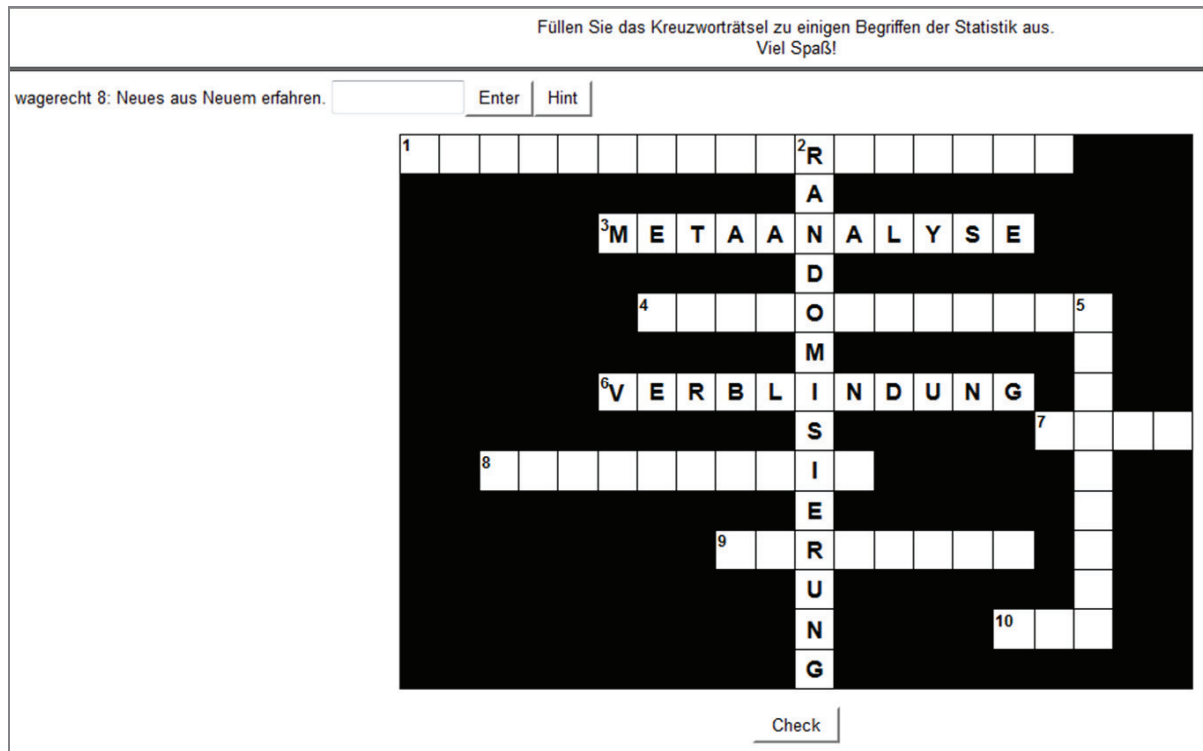 Füllen Sie das Kreuzworträtsel zu einigen Begriffen der Statistik aus.
Viel Spaß!
wagerecht 8: Neues aus Neuem erfahren. Enter Hint
1 2 R
A
3 M E T A A N A L Y S E
D
4 O 5
M
6 V E R B L I N D U N G
S 7
8 I
E
9 R
U
N 10
G
Check